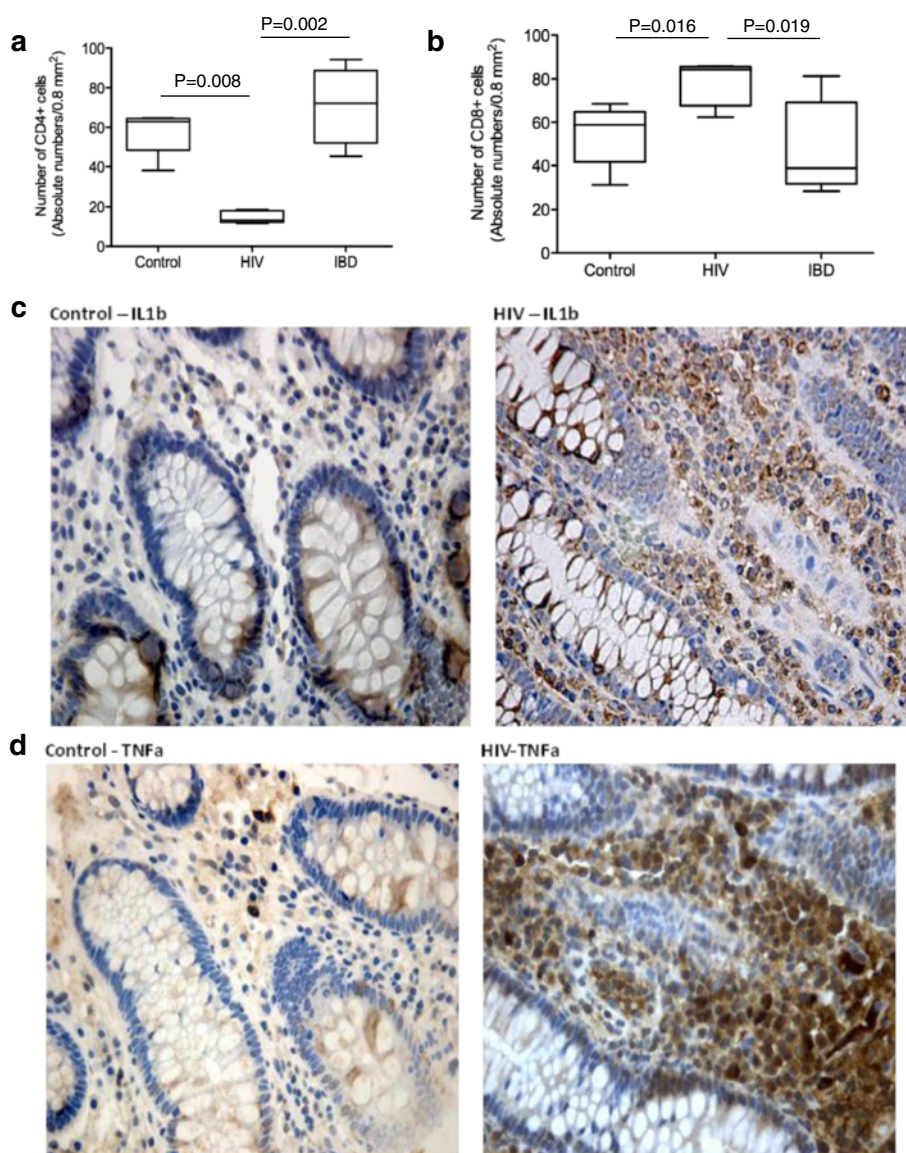 a
P=0.002
P=0.008
Number of CD4+ cells
(Absolute numbers/0.8 mm²)
100
80
60
40
20
0
Control HIV IBD
b
P=0.016 P=0.019
Number of CD8+ cells
(Absolute numbers/0.8 mm²)
100
80
60
40
20
0
Control HIV IBD
c
Control – IL1b
HIV – IL1b
d
Control - TNFa
HIV-TNFa